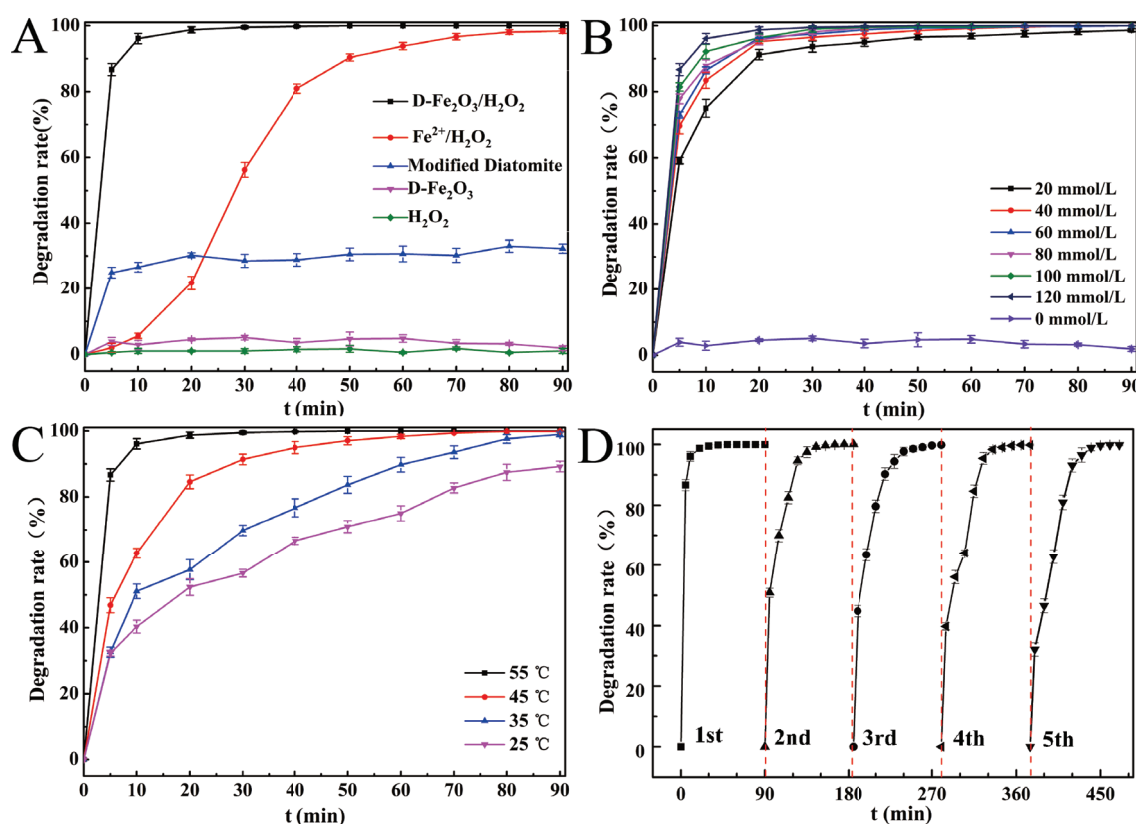 A
Degradation rate(%)
100
80
60
40
20
0
D-Fe₂O₃/H₂O₂
Fe²⁺/H₂O₂
Modified Diatomite
D-Fe₂O₃
H₂O₂
0 10 20 30 40 50 60 70 80 90
t (min)
B
Degradation rate（%）
100
80
60
40
20
0
20 mmol/L
40 mmol/L
60 mmol/L
80 mmol/L
100 mmol/L
120 mmol/L
0 mmol/L
0 10 20 30 40 50 60 70 80 90
t (min)
C
Degradation rate（%）
100
80
60
40
20
0
55 ℃
45 ℃
35 ℃
25 ℃
0 10 20 30 40 50 60 70 80 90
t (min)
D
Degradation rate（%）
100
80
60
40
20
0
1st 2nd 3rd 4th 5th
0 90 180 270 360 450
t (min)